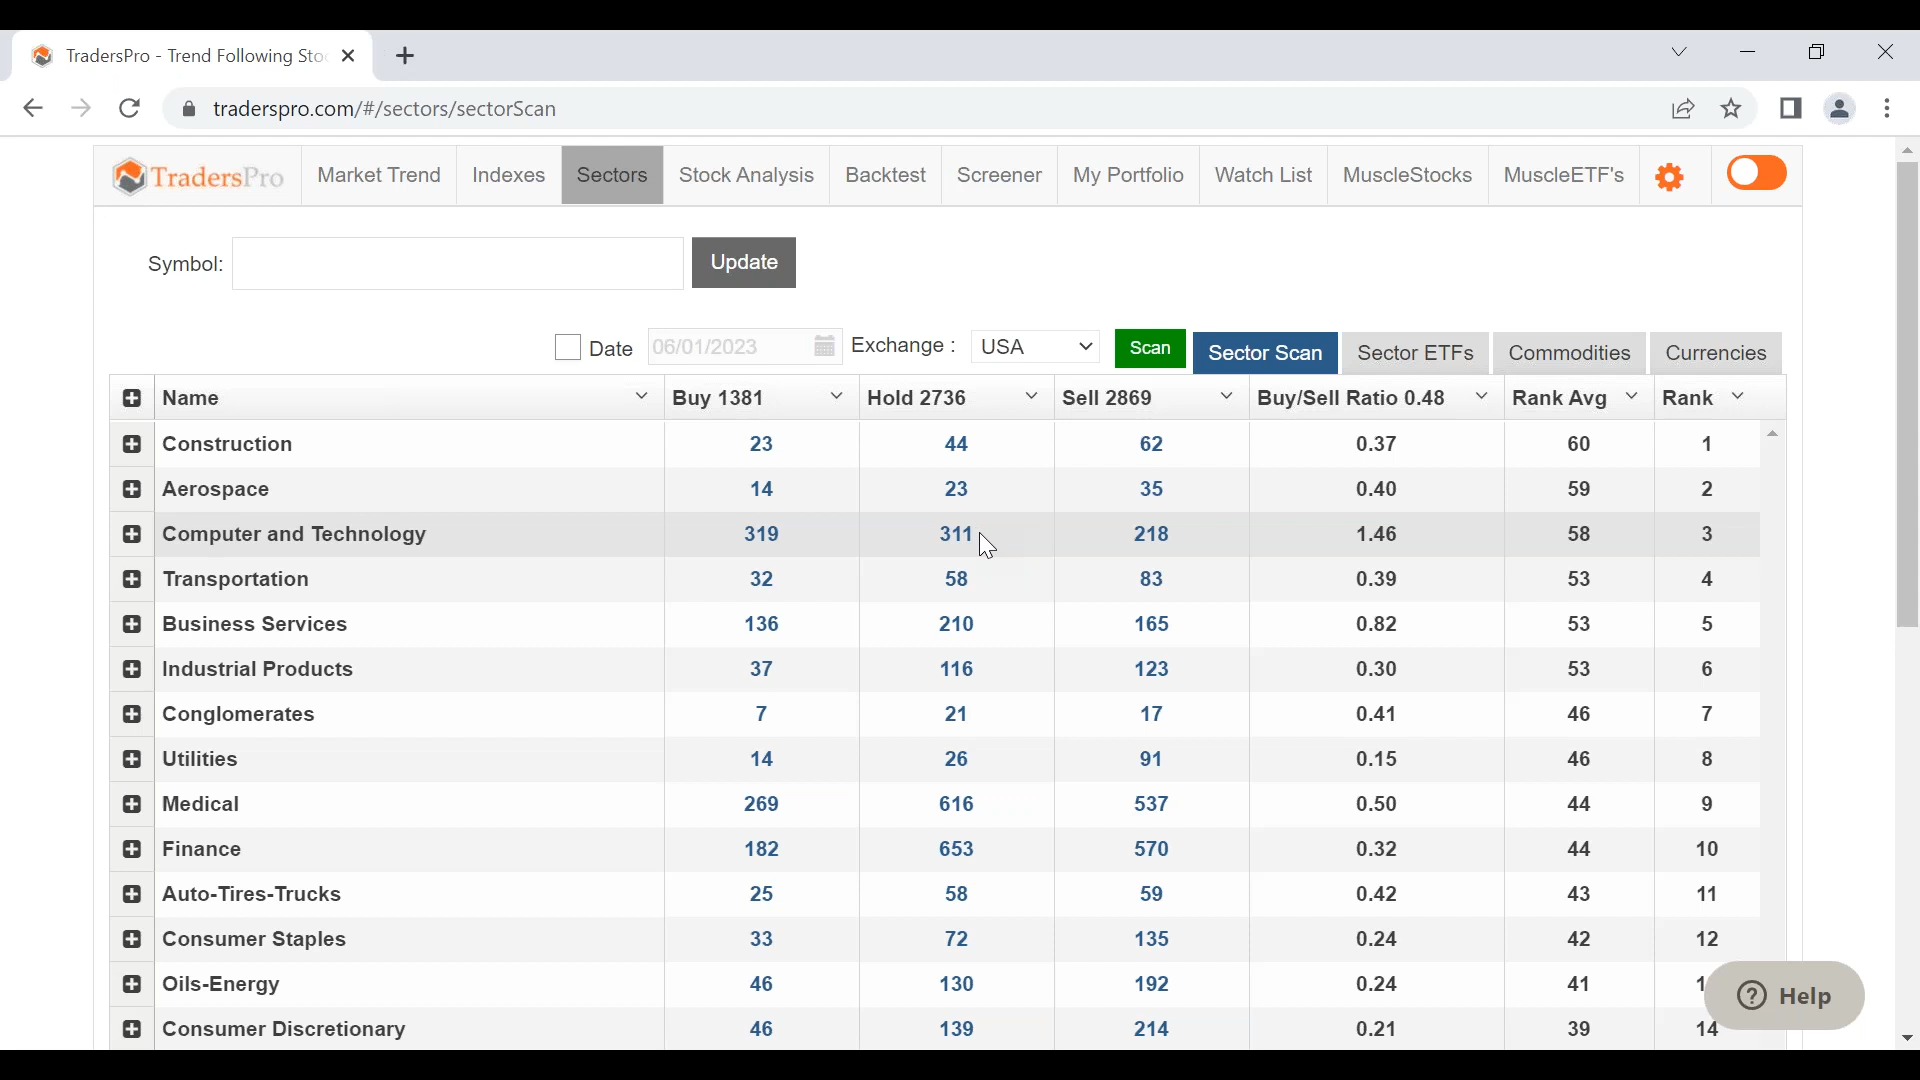 TradersPro - Trend Following Sto
traderspro.com/#/sectors/sectorScan
TradersPro Market Trend Indexes Sectors Stock Analysis Backtest Screener My Portfolio Watch List MuscleStocks MuscleETF's
Symbol: Update
Date 06/01/2023 Exchange : USA Scan Sector Scan Sector ETFs Commodities Currencies
Name Buy 1381 Hold 2736 Sell 2869 Buy/Sell Ratio 0.48 Rank Avg Rank
Construction 23 44 62 0.37 60 1
Aerospace 14 23 35 0.40 59 2
Computer and Technology 319 311 218 1.46 58 3
Transportation 32 58 83 0.39 53 4
Business Services 136 210 165 0.82 53 5
Industrial Products 37 116 123 0.30 53 6
Conglomerates 7 21 17 0.41 46 7
Utilities 14 26 91 0.15 46 8
Medical 269 616 537 0.50 44 9
Finance 182 653 570 0.32 44 10
Auto-Tires-Trucks 25 58 59 0.42 43 11
Consumer Staples 33 72 135 0.24 42 12
Oils-Energy 46 130 192 0.24 41
Consumer Discretionary 46 139 214 0.21 39 14
Help